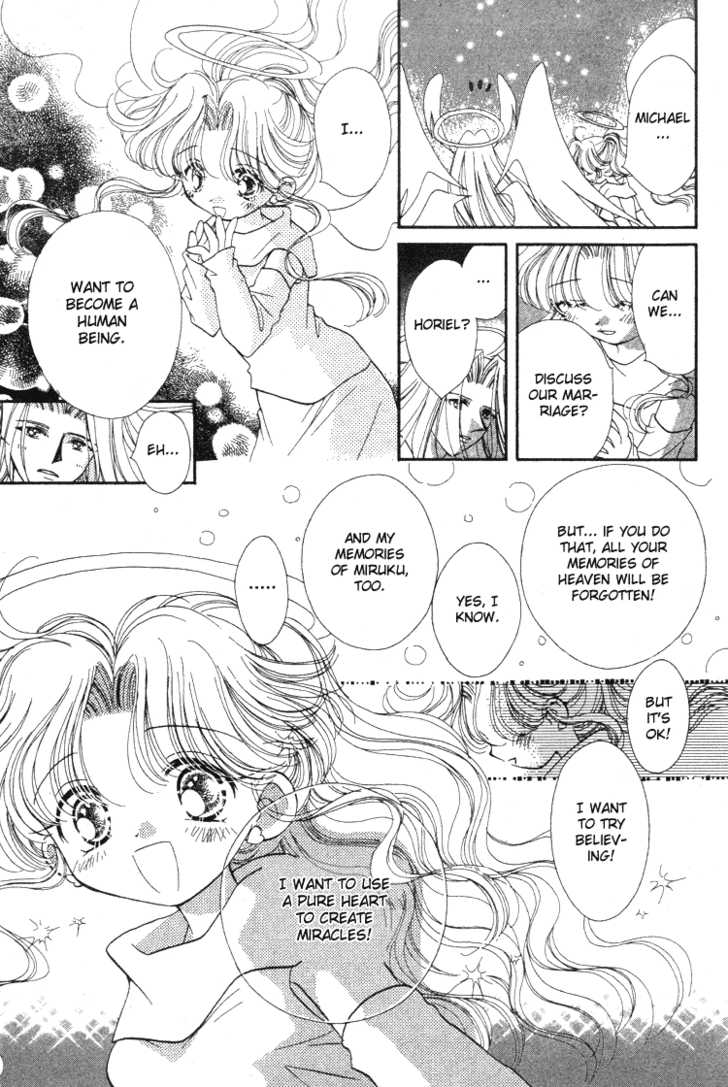 MICHAEL
...
CAN
WE...
DISCUSS
OUR MAR-
RIAGE?
...
HORIEL?
I...
WANT TO
BECOME A
HUMAN
BEING.
EH...
BUT... IF YOU DO
THAT, ALL YOUR
MEMORIES OF
HEAVEN WILL BE
FORGOTTEN!
YES, I
KNOW.
AND MY
MEMORIES
OF MIRUKU,
TOO.
.....
BUT
IT'S
OK!
I WANT
TO TRY
BELIEV-
ING!
I WANT TO USE
A PURE HEART
TO CREATE
MIRACLES!